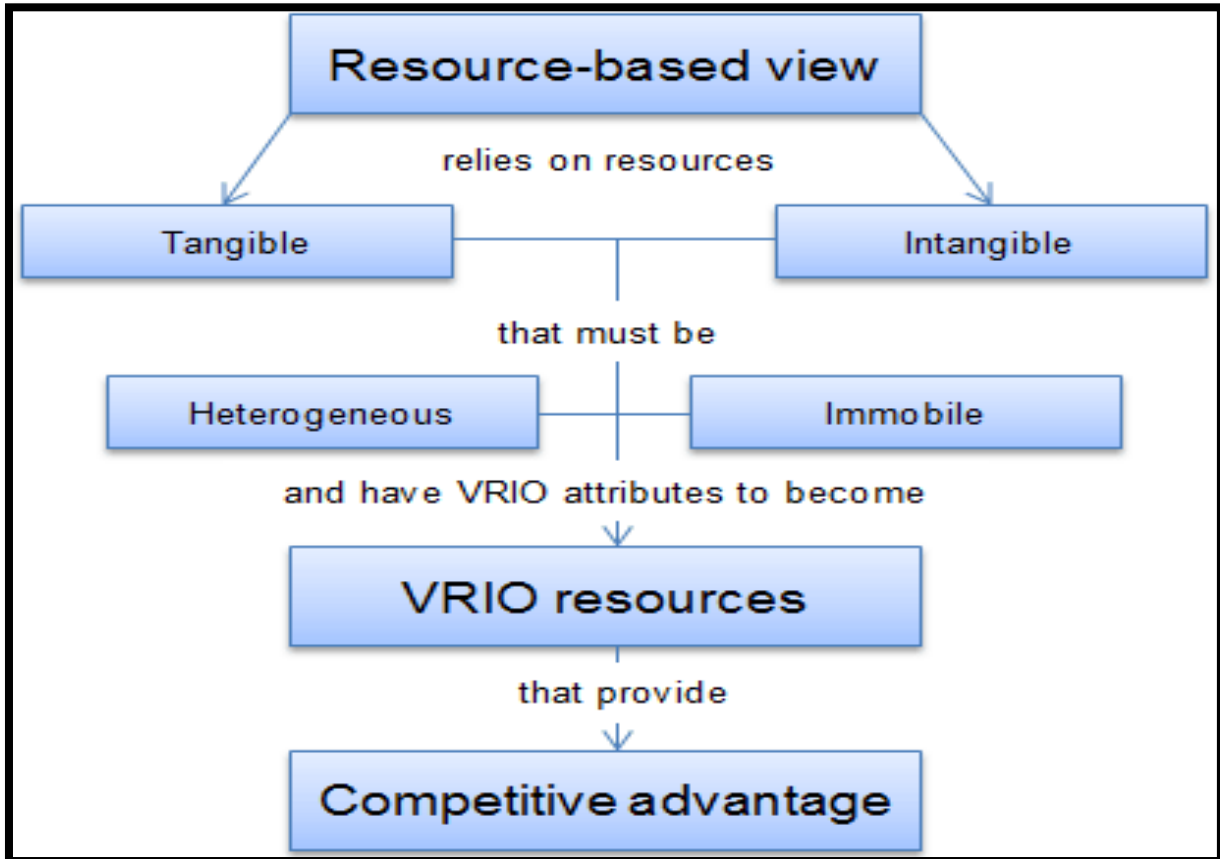 Resource-based view
relies on resources
Tangible
Intangible
that must be
Heterogeneous
Immobile
and have VRIO attributes to become
VRIO resources
that provide
Competitive advantage